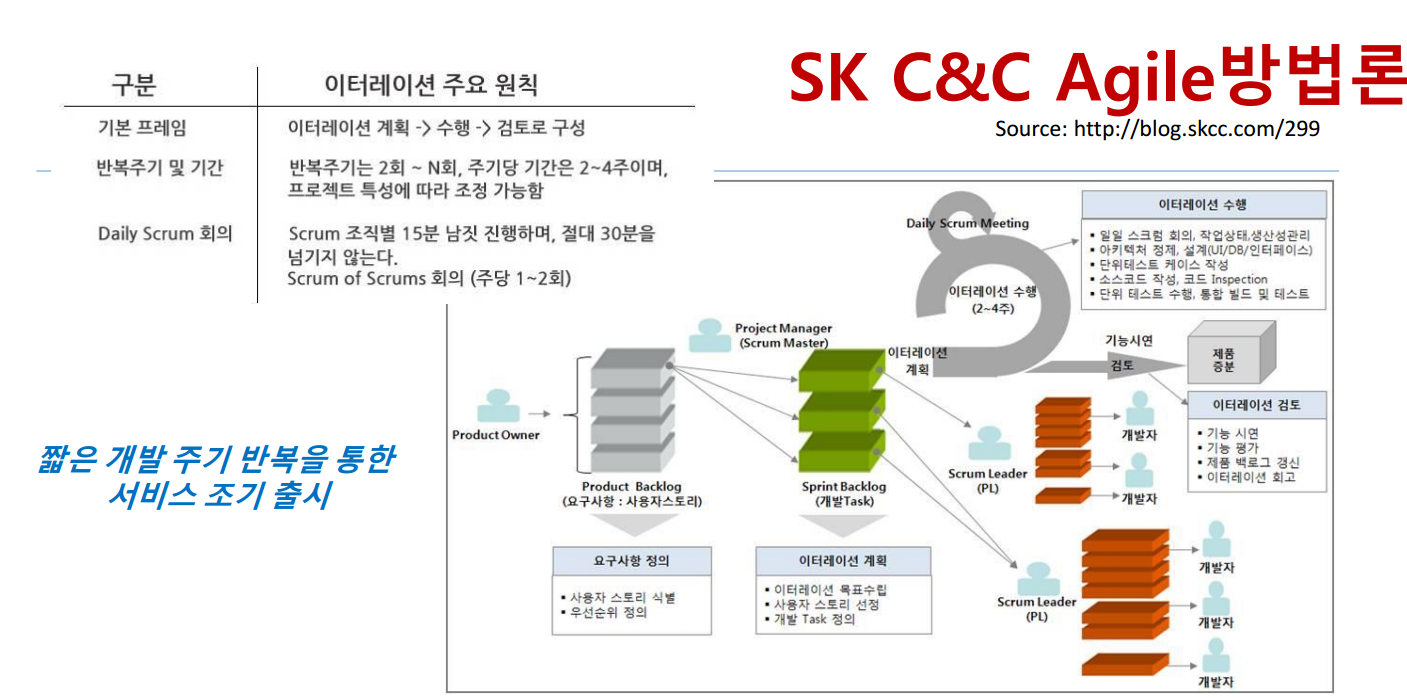 SK C&C Agile방법론
Source: http://blog.skcc.com/299
구분 이터레이션 주요 원칙
기본 프레임 이터레이션 계획 -> 수행 -> 검토로 구성
반복주기 및 기간 반복주기는 2회 ~ N회, 주기당 기간은 2~4주이며,
프로젝트 특성에 따라 조정 가능함
Daily Scrum 회의 Scrum 조직별 15분 남짓 진행하며, 절대 30분을
넘기지 않는다.
Scrum of Scrums 회의 (주당 1~2회)
짧은 개발 주기 반복을 통한
서비스 조기 출시
Product Owner
Product Backlog
(요구사항 : 사용자스토리)
요구사항 정의
▪ 사용자 스토리 식별
▪ 우선순위 정의
Project Manager
(Scrum Master)
Sprint Backlog
(개발Task)
이터레이션 계획
▪ 이터레이션 목표수립
▪ 사용자 스토리 선정
▪ 개발 Task 정의
이터레이션
계획
Daily Scrum Meeting
이터레이션 수행
(2~4주)
이터레이션 수행
▪ 일일 스크럼 회의, 작업상태,생산성관리
▪ 아키텍처 정제, 설계(UI/DB/인터페이스)
▪ 단위테스트 케이스 작성
▪ 소스코드 작성, 코드 Inspection
▪ 단위 테스트 수행, 통합 빌드 및 테스트
기능시연
검토
제품
증분
이터레이션 검토
▪ 기능 시연
▪ 기능 평가
▪ 제품 백로그 갱신
▪ 이터레이션 회고
Scrum Leader
(PL)
개발자
개발자
Scrum Leader
(PL)
개발자
개발자
개발자